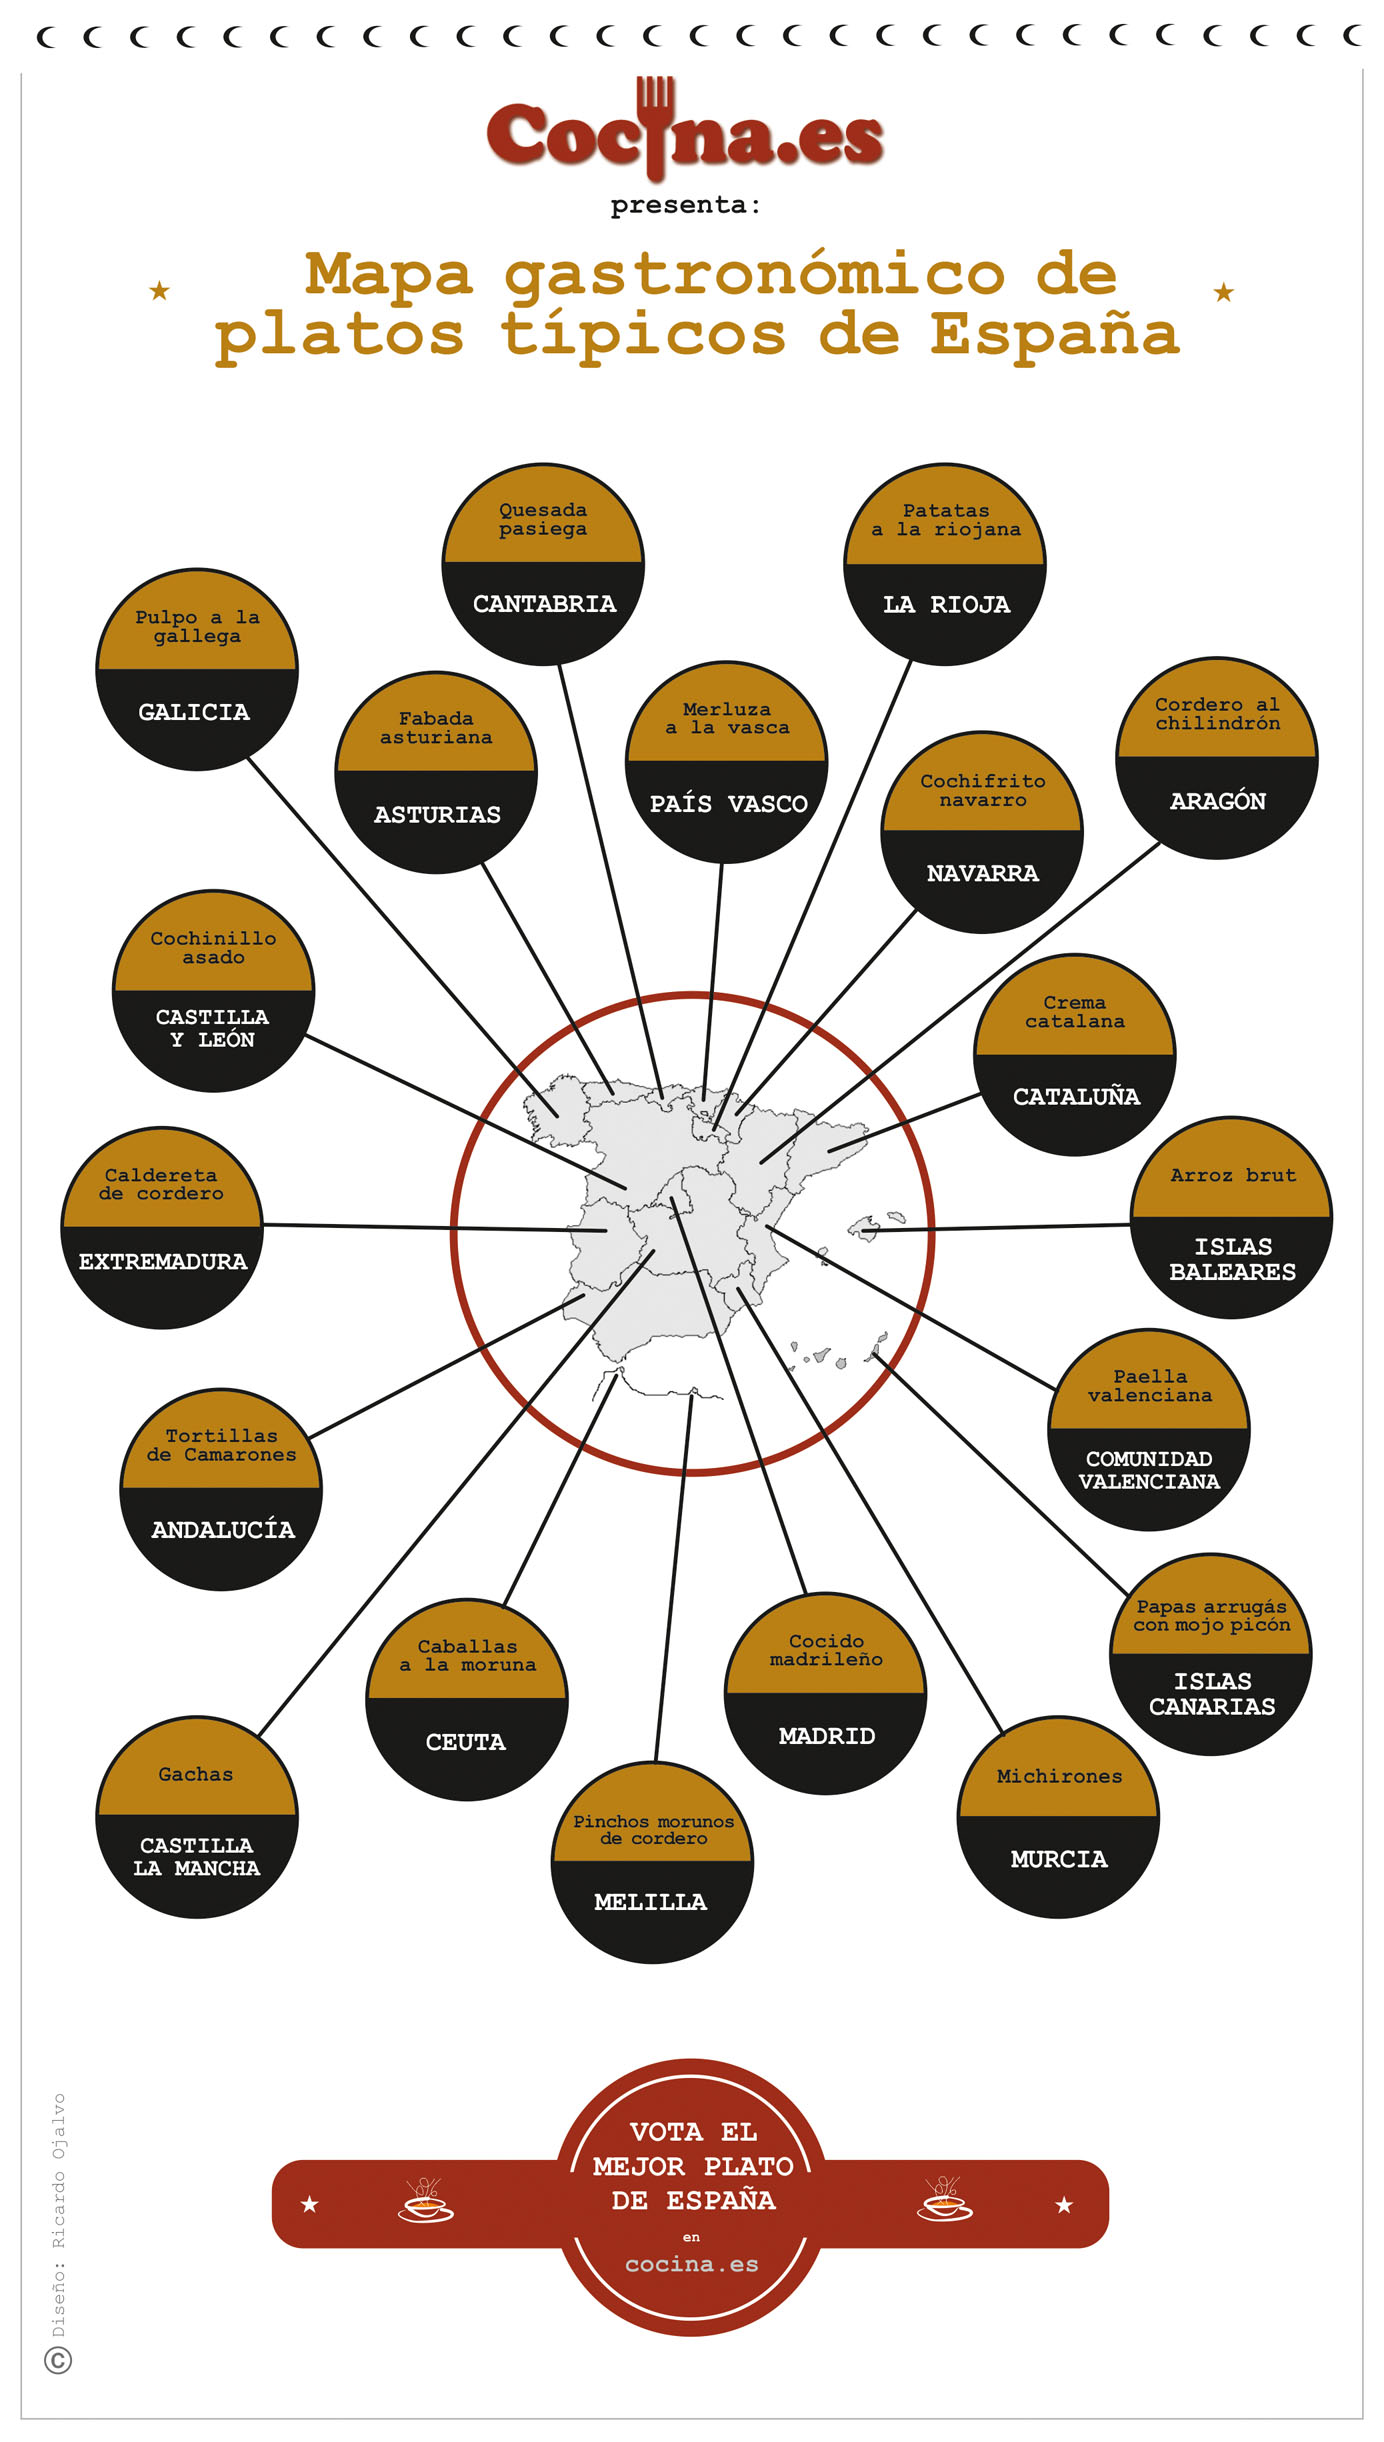 Cocina.es
presenta:
Mapa gastronómico de
platos típicos de España
Quesada
pasiega
CANTABRIA
Patatas
a la riojana
LA RIOJA
Pulpo a la
gallega
GALICIA
Fabada
asturiana
ASTURIAS
Merluza
a la vasca
PAÍS VASCO
Cochifrito
navarro
NAVARRA
Cordero al
chilindrón
ARAGÓN
Cochinillo
asado
CASTILLA
Y LEÓN
Crema
catalana
CATALUÑA
Caldereta
de cordero
EXTREMADURA
Arroz brut
ISLAS
BALEARES
Tortillas
de Camarones
ANDALUCÍA
Paella
valenciana
COMUNIDAD
VALENCIANA
Papas arrugás
con mojo picón
ISLAS
CANARIAS
Caballas
a la moruna
CEUTA
Cocido
madrileño
MADRID
Gachas
CASTILLA
LA MANCHA
Pinchos morunos
de cordero
MELILLA
Michirones
MURCIA
VOTA EL
MEJOR PLATO
DE ESPAÑA
en
cocina.es
© Diseño: Ricardo Ojalvo